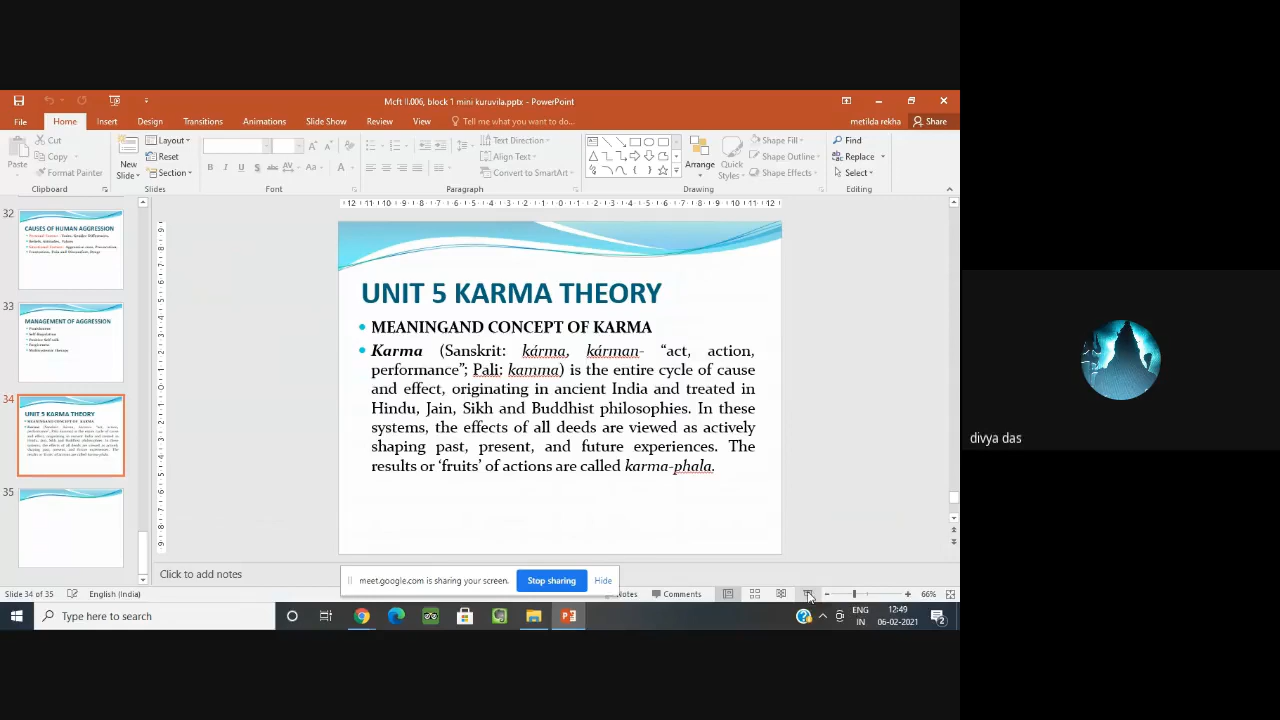 Mcft II.006, block 1 mini kuruvila.pptx - PowerPoint
File Home Insert Design Transitions Animations Slide Show Review View Tell me what you want to do... metilda rekha Share
Paste
Cut
Copy
Format Painter
Clipboard
New
Slide
Layout
Reset
Section
Slides
B I U S abc AV Aa A
Font
Text Direction
Align Text
Convert to SmartArt
Paragraph
Arrange
Quick
Styles
Shape Fill
Shape Outline
Shape Effects
Drawing
Find
Replace
Select
Editing
32
CAUSES OF HUMAN AGGRESSION
33
MANAGEMENT OF AGGRESSION
34
UNIT 5 KARMA THEORY
35
UNIT 5 KARMA THEORY
• MEANINGAND CONCEPT OF KARMA
• Karma (Sanskrit: kárma, kárman- “act, action,
performance”; Pali: kamma) is the entire cycle of cause
and effect, originating in ancient India and treated in
Hindu, Jain, Sikh and Buddhist philosophies. In these
systems, the effects of all deeds are viewed as actively
shaping past, present, and future experiences. The
results or ‘fruits’ of actions are called karma-phala.
Click to add notes
meet.google.com is sharing your screen. Stop sharing Hide
Slide 34 of 35 English (India) Notes Comments 66%
Type here to search
ENG
IN
12:49
06-02-2021
2
divya das